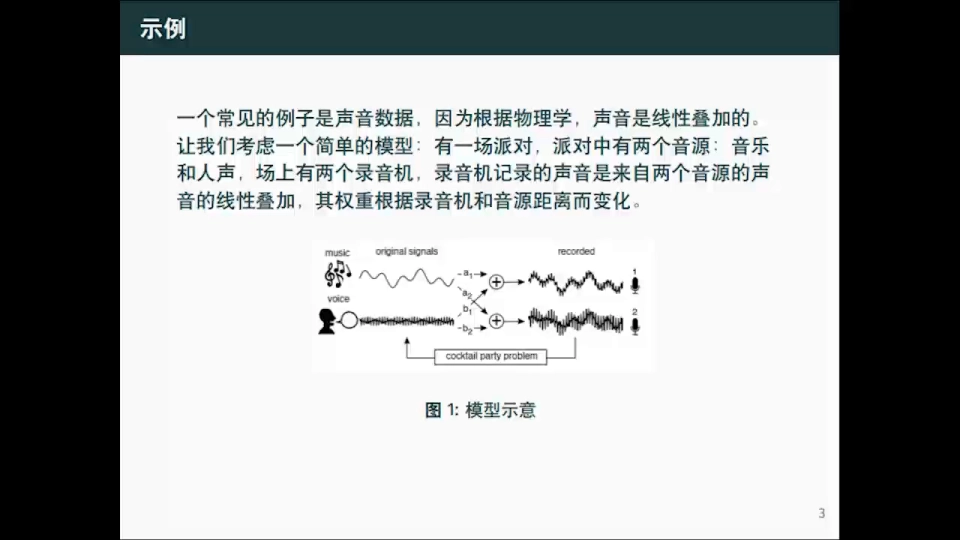 示例
一个常见的例子是声音数据，因为根据物理学，声音是线性叠加的。
让我们考虑一个简单的模型：有一场派对，派对中有两个音源：音乐
和人声，场上有两个录音机，录音机记录的声音是来自两个音源的声
音的线性叠加，其权重根据录音机和音源距离而变化。
music
original signals
recorded
a1
1
a2
voice
b1
2
b2
cocktail party problem
图 1: 模型示意
3